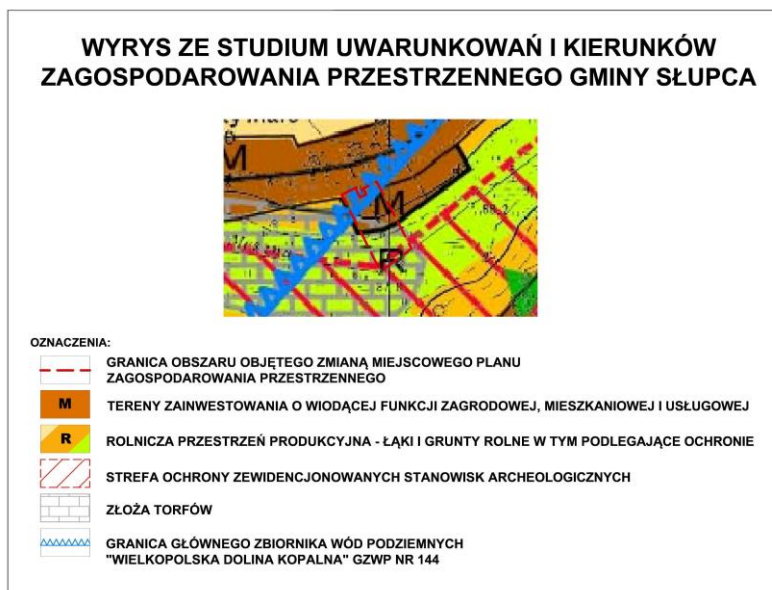 WYRYS ZE STUDIUM UWARUNKOWAŃ I KIERUNKÓW
ZAGOSPODAROWANIA PRZESTRZENNEGO GMINY SŁUPCA
M
M
R
OZNACZENIA:
GRANICA OBSZARU OBJĘTEGO ZMIANĄ MIEJSCOWEGO PLANU
ZAGOSPODAROWANIA PRZESTRZENNEGO
M TERENY ZAINWESTOWANIA O WIODĄCEJ FUNKCJI ZAGRODOWEJ, MIESZKANIOWEJ I USŁUGOWEJ
R ROLNICZA PRZESTRZEŃ PRODUKCYJNA - ŁĄKI I GRUNTY ROLNE W TYM PODLEGAJĄCE OCHRONIE
STREFA OCHRONY ZEWIDENCJONOWANYCH STANOWISK ARCHEOLOGICZNYCH
ZŁOŻA TORFÓW
GRANICA GŁÓWNEGO ZBIORNIKA WÓD PODZIEMNYCH
"WIELKOPOLSKA DOLINA KOPALNA" GZWP NR 144